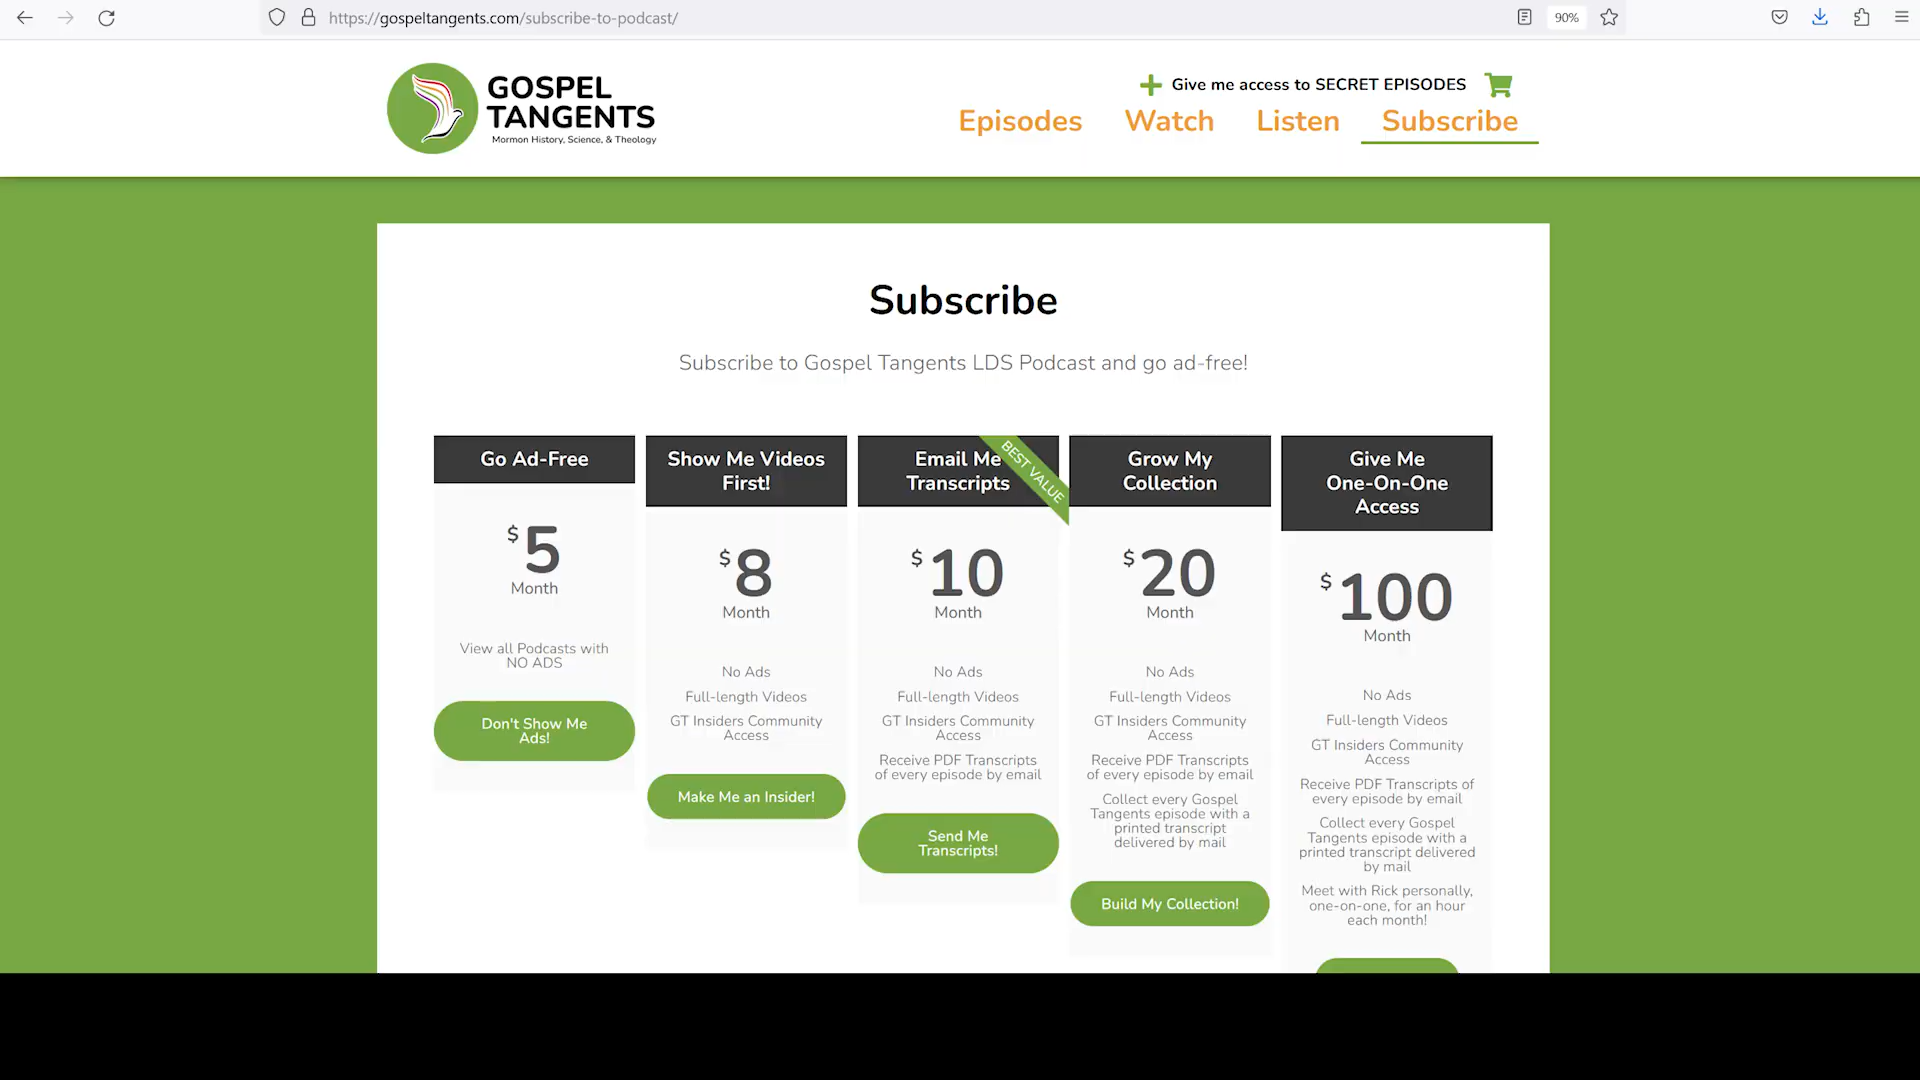 https://gospeltangents.com/subscribe-to-podcast/
90%
GOSPEL
TANGENTS
Mormon History, Science, & Theology
Give me access to SECRET EPISODES
Episodes
Watch
Listen
Subscribe
Subscribe
Subscribe to Gospel Tangents LDS Podcast and go ad-free!
Go Ad-Free
$5
Month
View all Podcasts with
NO ADS
Don't Show Me
Ads!
Show Me Videos
First!
$8
Month
No Ads
Full-length Videos
GT Insiders Community
Access
Make Me an Insider!
Email Me
Transcripts
BEST VALUE
$10
Month
No Ads
Full-length Videos
GT Insiders Community
Access
Receive PDF Transcripts
of every episode by email
Send Me
Transcripts!
Grow My
Collection
$20
Month
No Ads
Full-length Videos
GT Insiders Community
Access
Receive PDF Transcripts
of every episode by email
Collect every Gospel
Tangents episode with a
printed transcript
delivered by mail
Build My Collection!
Give Me
One-On-One
Access
$100
Month
No Ads
Full-length Videos
GT Insiders Community
Access
Receive PDF Transcripts of
every episode by email
Collect every Gospel
Tangents episode with a
printed transcript delivered
by mail
Meet with Rick personally,
one-on-one, for an hour
each month!